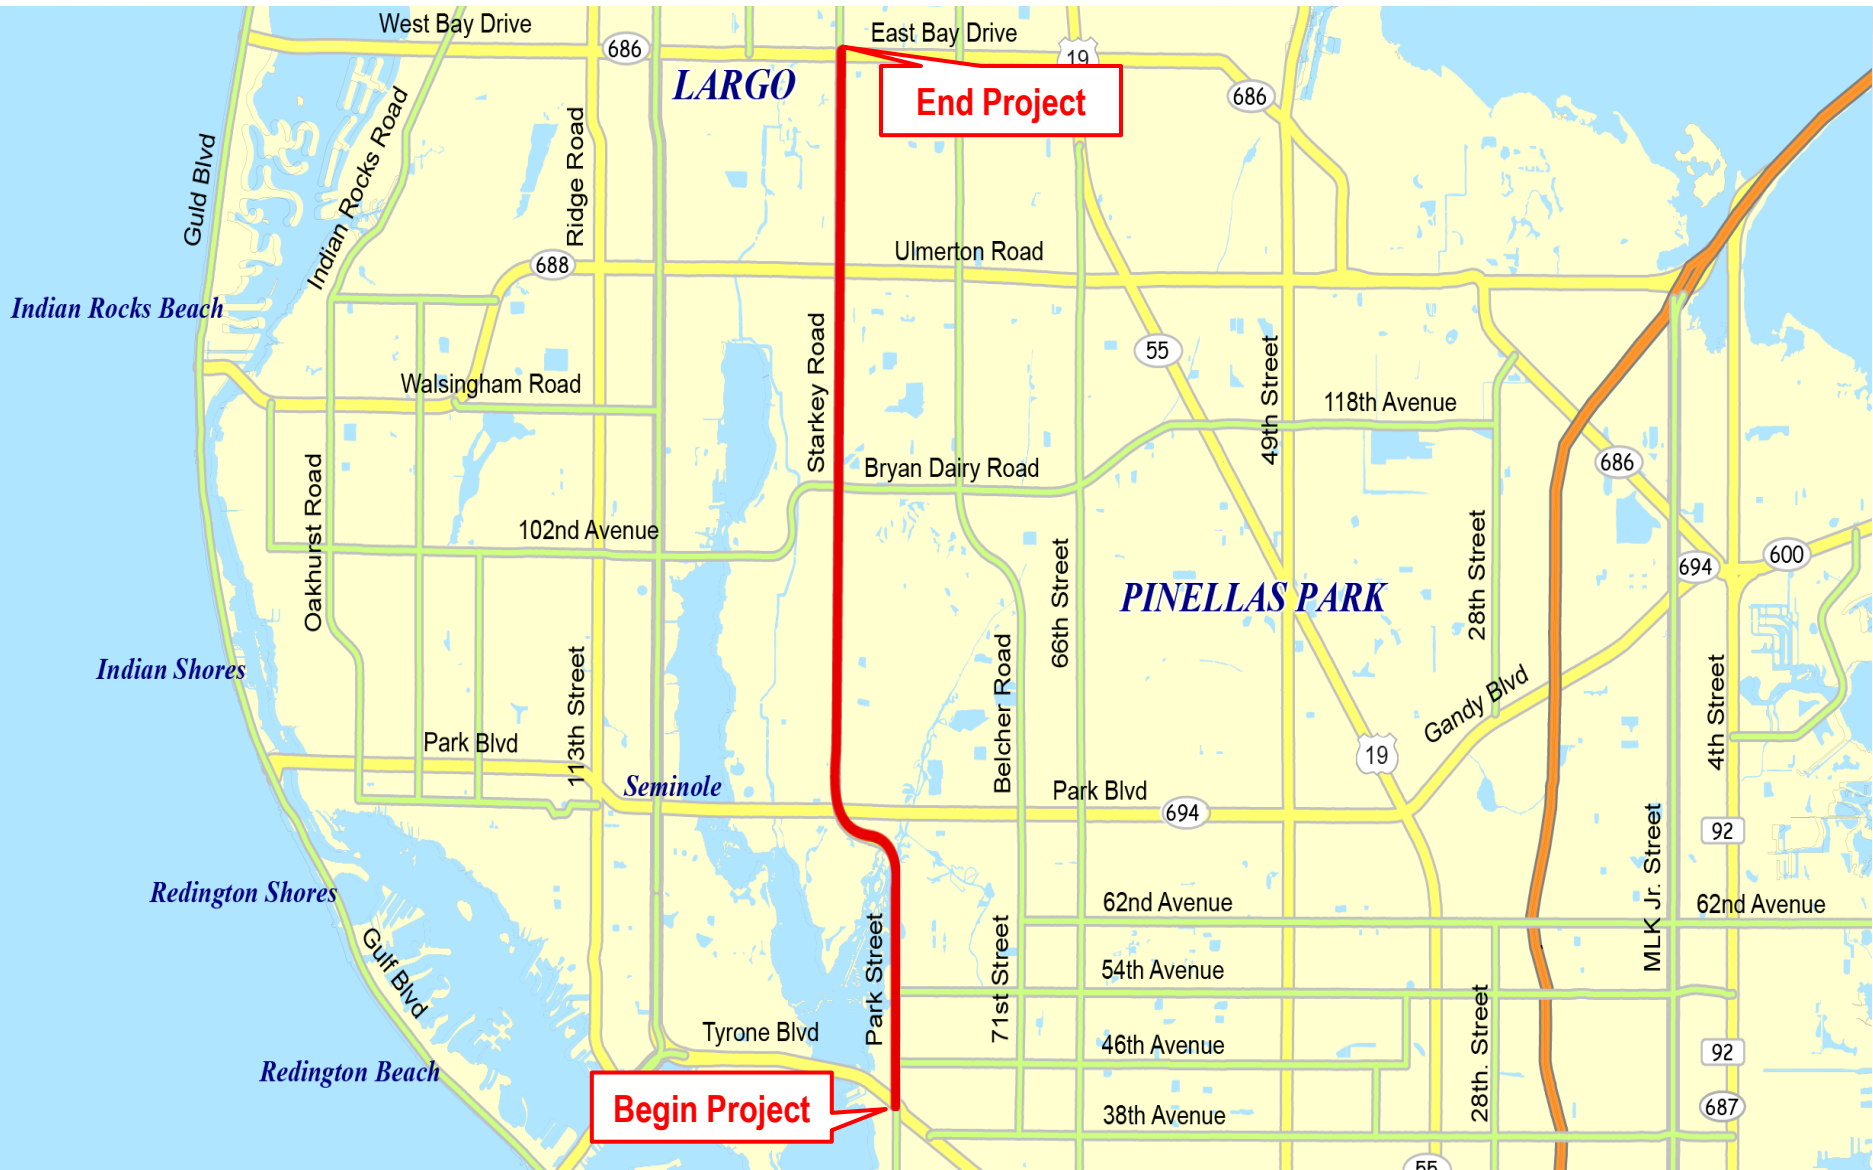 West Bay Drive
East Bay Drive
686
19
LARGO
End Project
686
Guld Blvd
Indian Rocks Road
Ridge Road
Ulmerton Road
688
Indian Rocks Beach
Starkey Road
55
49th Street
Walsingham Road
118th Avenue
Bryan Dairy Road
686
Oakhurst Road
102nd Avenue
66th Street
28th Street
600
694
PINELLAS PARK
Indian Shores
Belcher Road
113th Street
Gandy Blvd
4th Street
Park Blvd
19
Seminole
Park Blvd
694
92
MLK Jr. Street
Redington Shores
62nd Avenue
62nd Avenue
Park Street
71st Street
Gulf Blvd
54th Avenue
28th. Street
Tyrone Blvd
46th Avenue
92
Redington Beach
Begin Project
38th Avenue
687
55